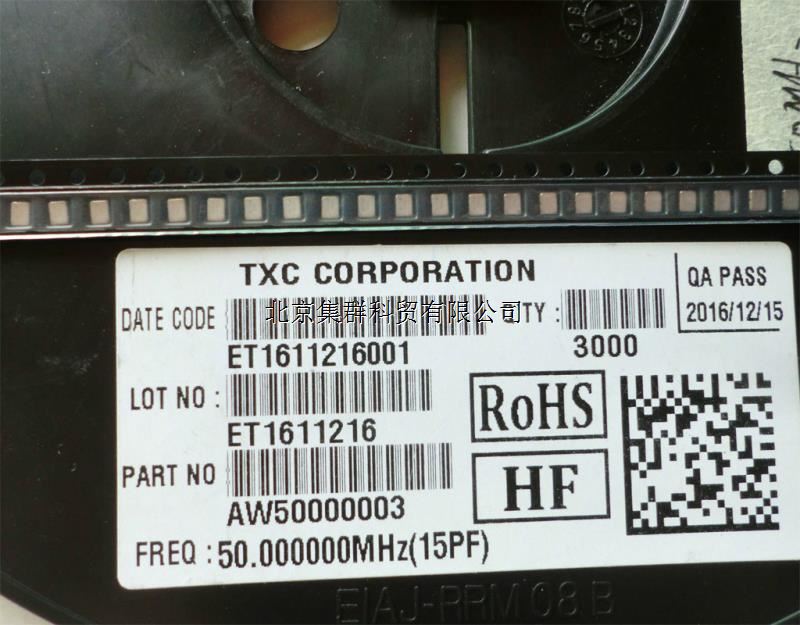 TXC CORPORATION
DATE CODE
北京集群科贸有限公司
QTY :
QA PASS
2016/12/15
ET1611216001
3000
LOT NO :
ET1611216
RoHS
PART NO
AW50000003
HF
FREQ : 50.000000MHz(15PF)
EIAJ-RRM 08 B